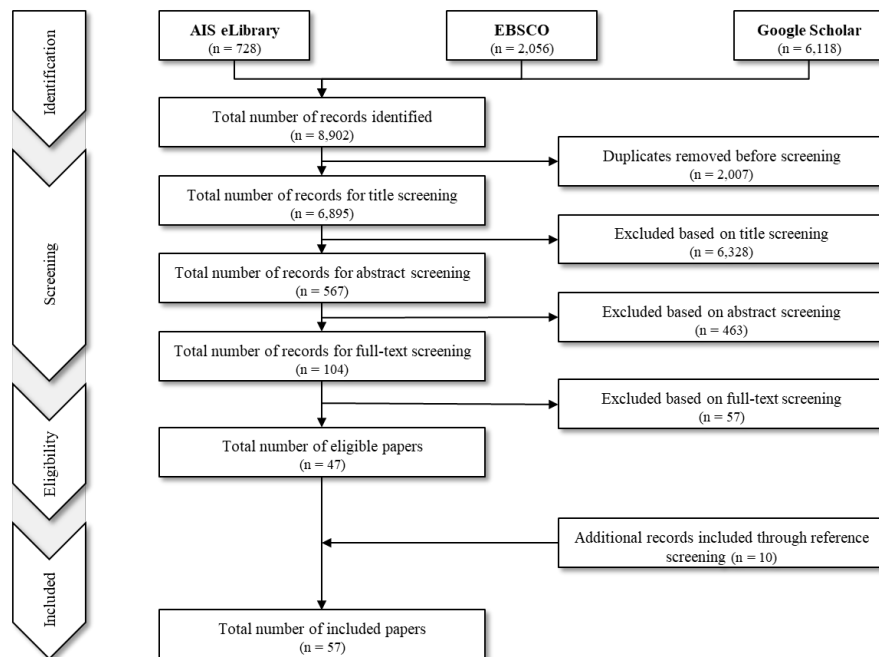 AIS eLibrary
(n = 728)
EBSCO
(n = 2,056)
Google Scholar
(n = 6,118)
Identification
Total number of records identified
(n = 8,902)
Duplicates removed before screening
(n = 2,007)
Screening
Total number of records for title screening
(n = 6,895)
Excluded based on title screening
(n = 6,328)
Total number of records for abstract screening
(n = 567)
Excluded based on abstract screening
(n = 463)
Total number of records for full-text screening
(n = 104)
Excluded based on full-text screening
(n = 57)
Eligibility
Total number of eligible papers
(n = 47)
Additional records included through reference
screening (n = 10)
Included
Total number of included papers
(n = 57)